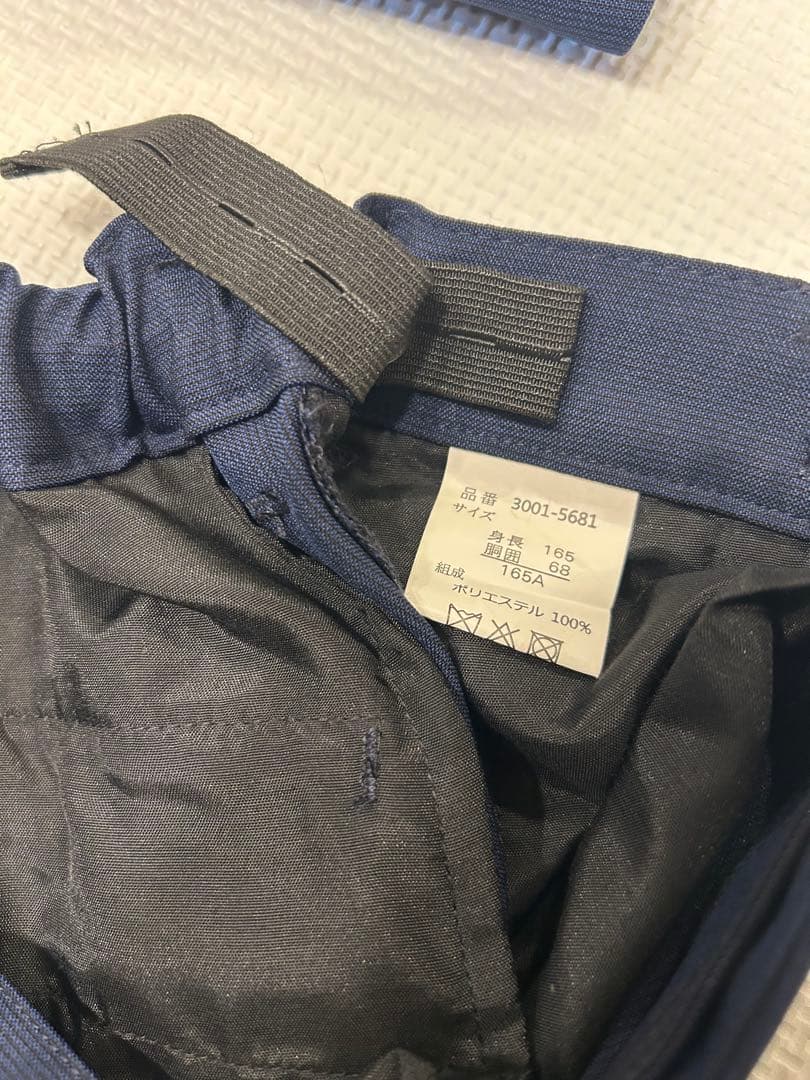 品番 3001-5681
サイズ
身長 165
胴囲 68
165A
組成
ポリエステル 100%